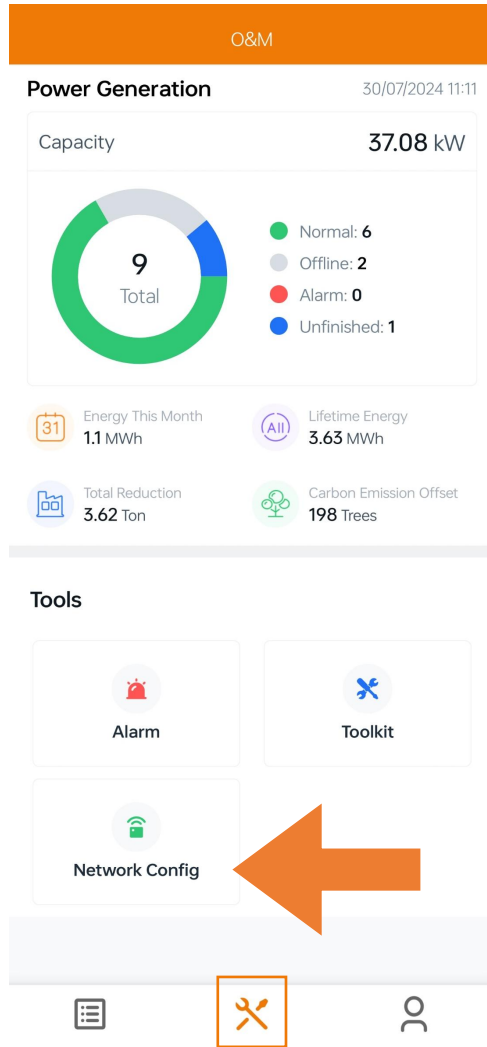 O&M
Power Generation 30/07/2024 11:11
Capacity 37.08 kW
9
Total
Normal: 6
Offline: 2
Alarm: 0
Unfinished: 1
31
Energy This Month
1.1 MWh
All
Lifetime Energy
3.63 MWh
Total Reduction
3.62 Ton
Carbon Emission Offset
198 Trees
Tools
Alarm
Toolkit
Network Config